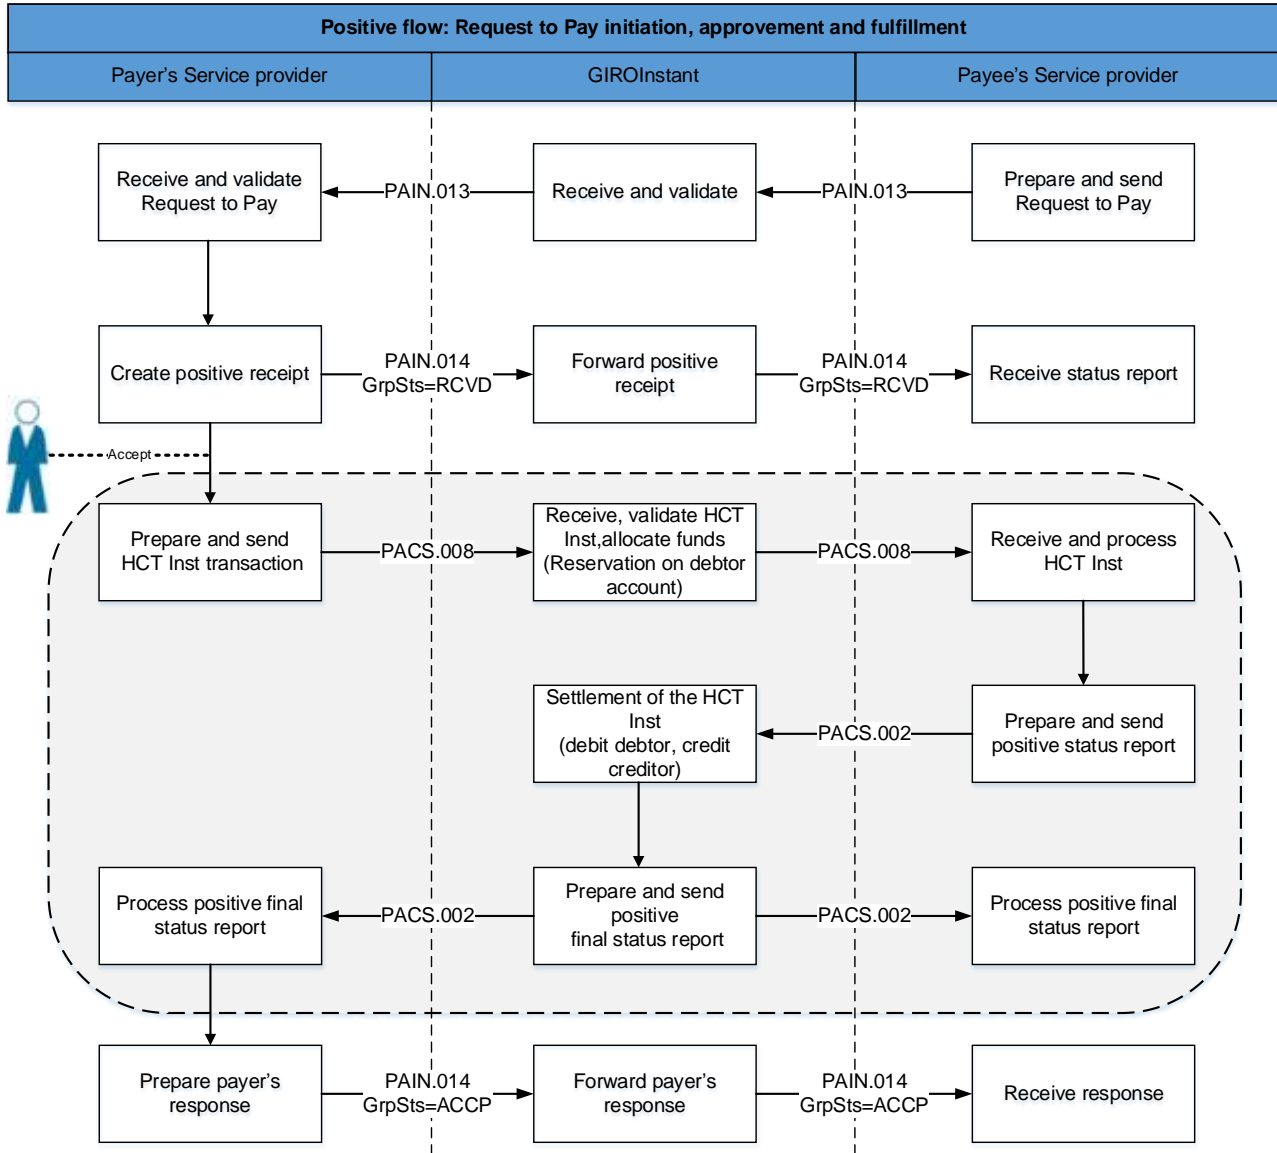 Positive flow: Request to Pay initiation, approvement and fulfillment
Payer's Service provider
GIROInstant
Payee's Service provider
Receive and validate
Request to Pay
PAIN.013
Receive and validate
PAIN.013
Prepare and send
Request to Pay
Create positive receipt
PAIN.014
GrpSts=RCVD
Forward positive
receipt
PAIN.014
GrpSts=RCVD
Receive status report
Accept
Prepare and send
HCT Inst transaction
PACS.008
Receive, validate HCT
Inst,allocate funds
(Reservation on debtor
account)
PACS.008
Receive and process
HCT Inst
Settlement of the HCT
Inst
(debit debtor, credit
creditor)
PACS.002
Prepare and send
positive status report
Process positive final
status report
PACS.002
Prepare and send
positive
final status report
PACS.002
Process positive final
status report
Prepare payer's
response
PAIN.014
GrpSts=ACCP
Forward payer's
response
PAIN.014
GrpSts=ACCP
Receive response